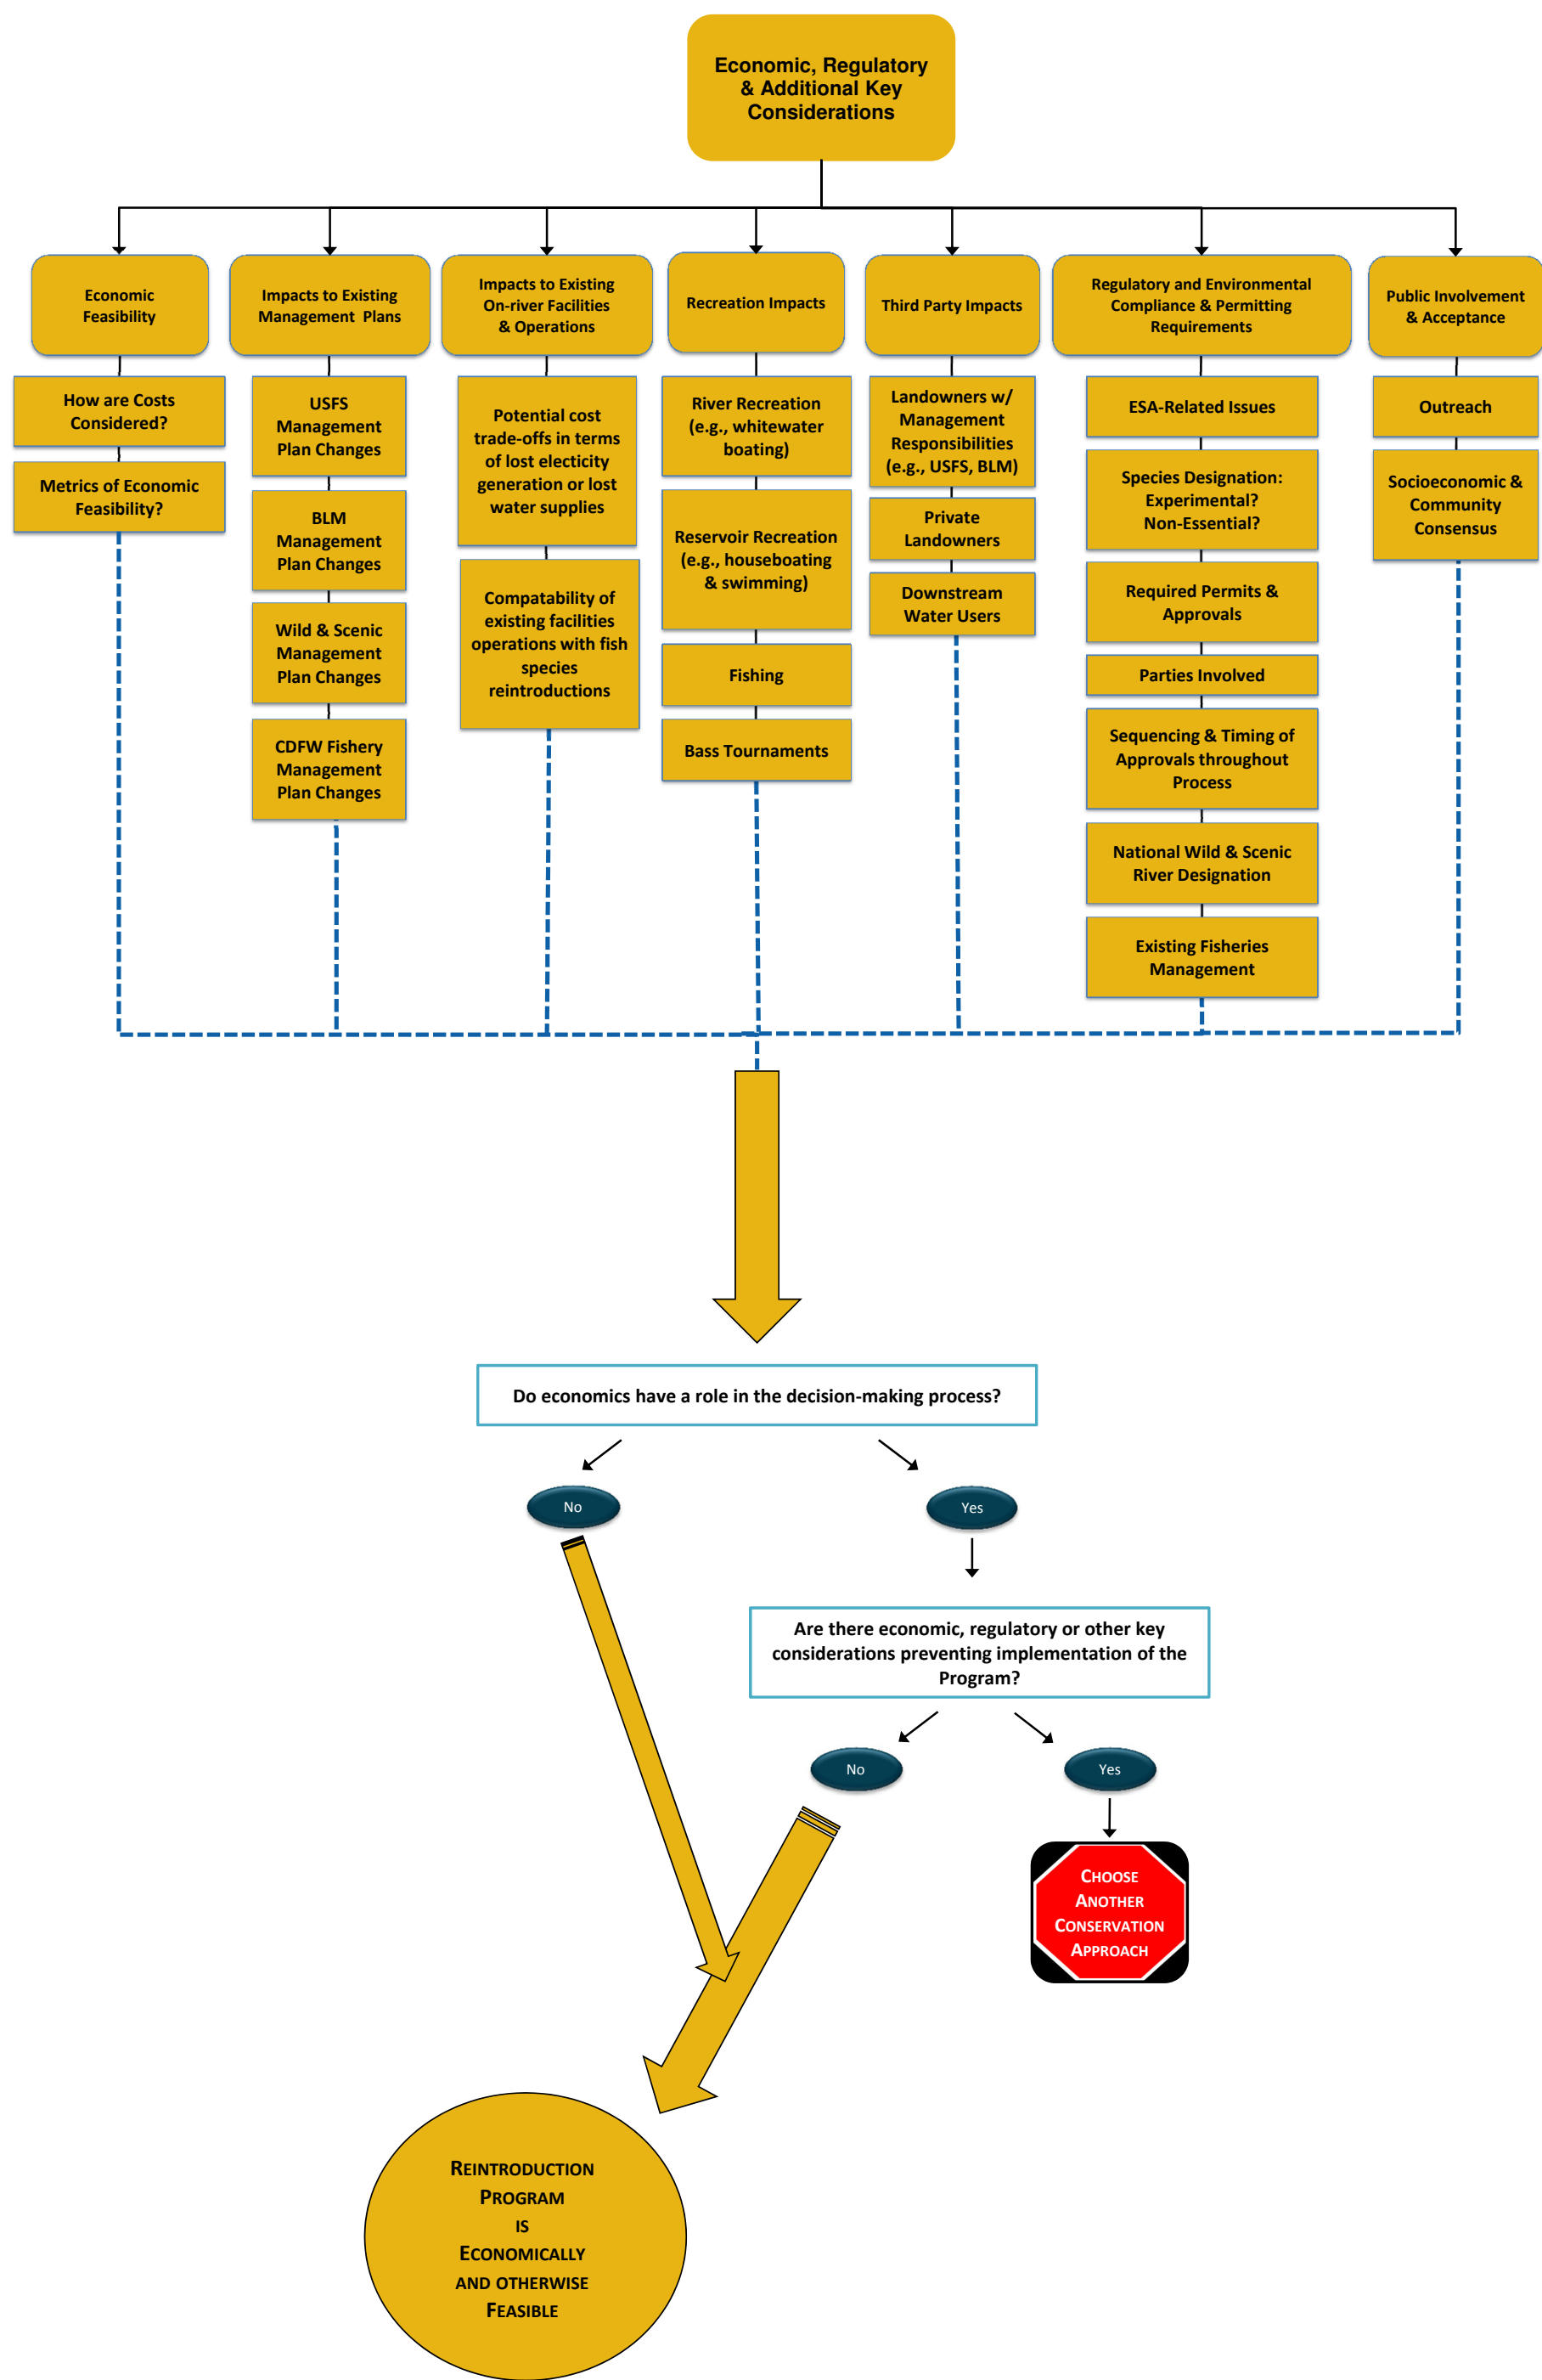 Economic, Regulatory
& Additional Key
Considerations
Economic
Feasibility
Impacts to Existing
Management Plans
Impacts to Existing
On-river Facilities
& Operations
Recreation Impacts
Third Party Impacts
Regulatory and Environmental
Compliance & Permitting
Requirements
Public Involvement
& Acceptance
How are Costs
Considered?
Metrics of Economic
Feasibility?
USFS
Management
Plan Changes
BLM
Management
Plan Changes
Wild & Scenic
Management
Plan Changes
CDFW Fishery
Management
Plan Changes
Potential cost
trade-offs in terms
of lost electicity
generation or lost
water supplies
Compatability of
existing facilities
operations with fish
species
reintroductions
River Recreation
(e.g., whitewater
boating)
Reservoir Recreation
(e.g., houseboating
& swimming)
Fishing
Bass Tournaments
Landowners w/
Management
Responsibilities
(e.g., USFS, BLM)
Private
Landowners
Downstream
Water Users
ESA-Related Issues
Species Designation:
Experimental?
Non-Essential?
Required Permits &
Approvals
Parties Involved
Sequencing & Timing of
Approvals throughout
Process
National Wild & Scenic
River Designation
Existing Fisheries
Management
Outreach
Socioeconomic &
Community
Consensus
Do economics have a role in the decision-making process?
No
Yes
Are there economic, regulatory or other key
considerations preventing implementation of the
Program?
No
Yes
CHOOSE
ANOTHER
CONSERVATION
APPROACH
REINTRODUCTION
PROGRAM
IS
ECONOMICALLY
AND OTHERWISE
FEASIBLE